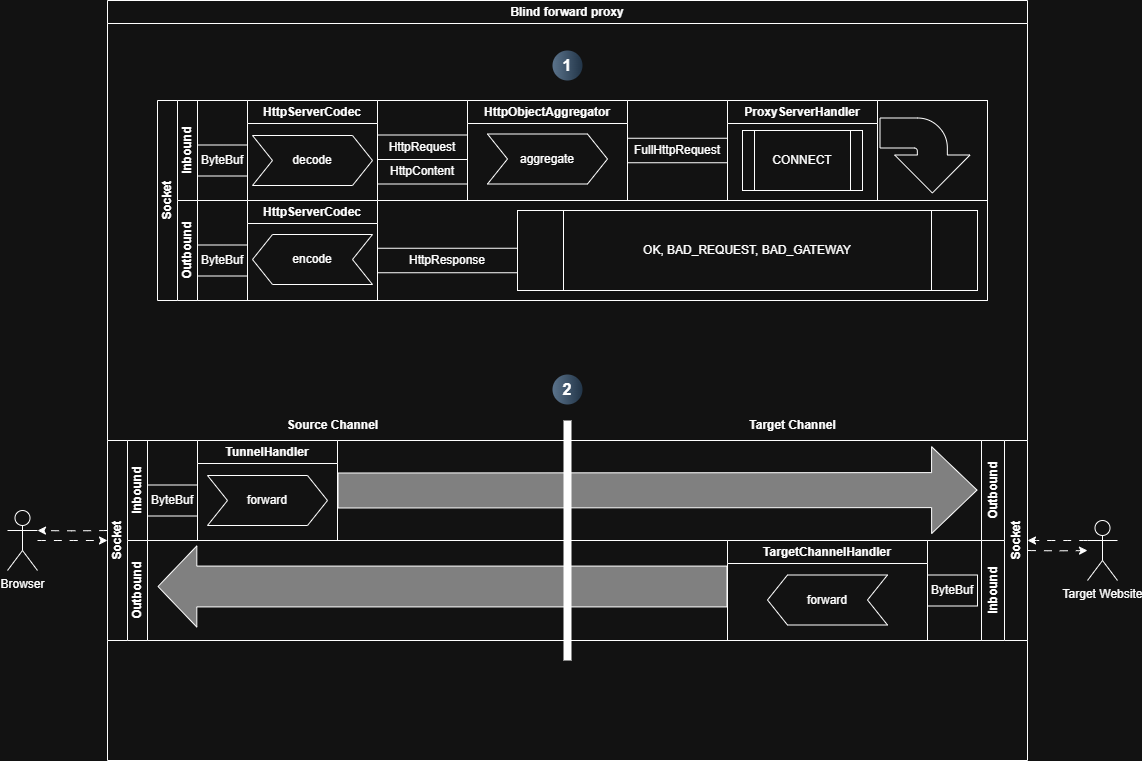 Blind forward proxy
1
HttpServerCodec
HttpObjectAggregator
ProxyServerHandler
Socket
Inbound
ByteBuf
decode
HttpRequest
HttpContent
aggregate
FullHttpRequest
CONNECT
HttpServerCodec
Outbound
ByteBuf
encode
HttpResponse
OK, BAD_REQUEST, BAD_GATEWAY
2
Source Channel
Target Channel
TunnelHandler
Inbound
ByteBuf
forward
Outbound
Socket
Socket
Browser
Target Website
TargetChannelHandler
Outbound
forward
ByteBuf
Inbound